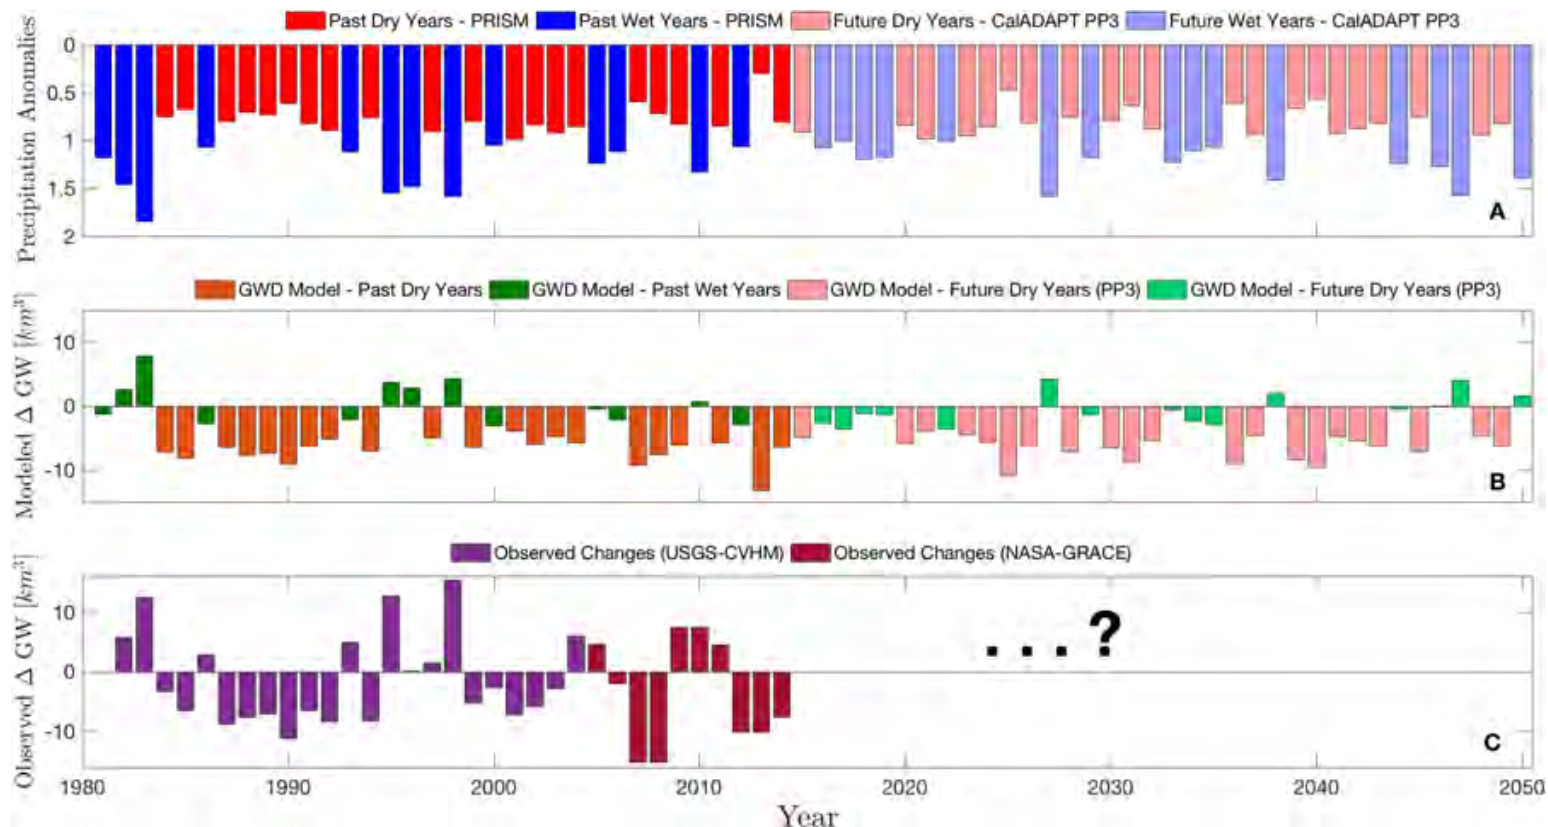 Past Dry Years - PRISM Past Wet Years - PRISM Future Dry Years - CalADAPT PP3 Future Wet Years - CalADAPT PP3
Precipitation Anomalies
0
0.5
1
1.5
2
A
GWD Model - Past Dry Years GWD Model - Past Wet Years GWD Model - Future Dry Years (PP3) GWD Model - Future Dry Years (PP3)
Modeled Δ GW [km³]
10
0
-10
B
Observed Changes (USGS-CVHM) Observed Changes (NASA-GRACE)
Observed Δ GW [km³]
10
0
-10
. . . ?
C
1980 1990 2000 2010 2020 2030 2040 2050
Year